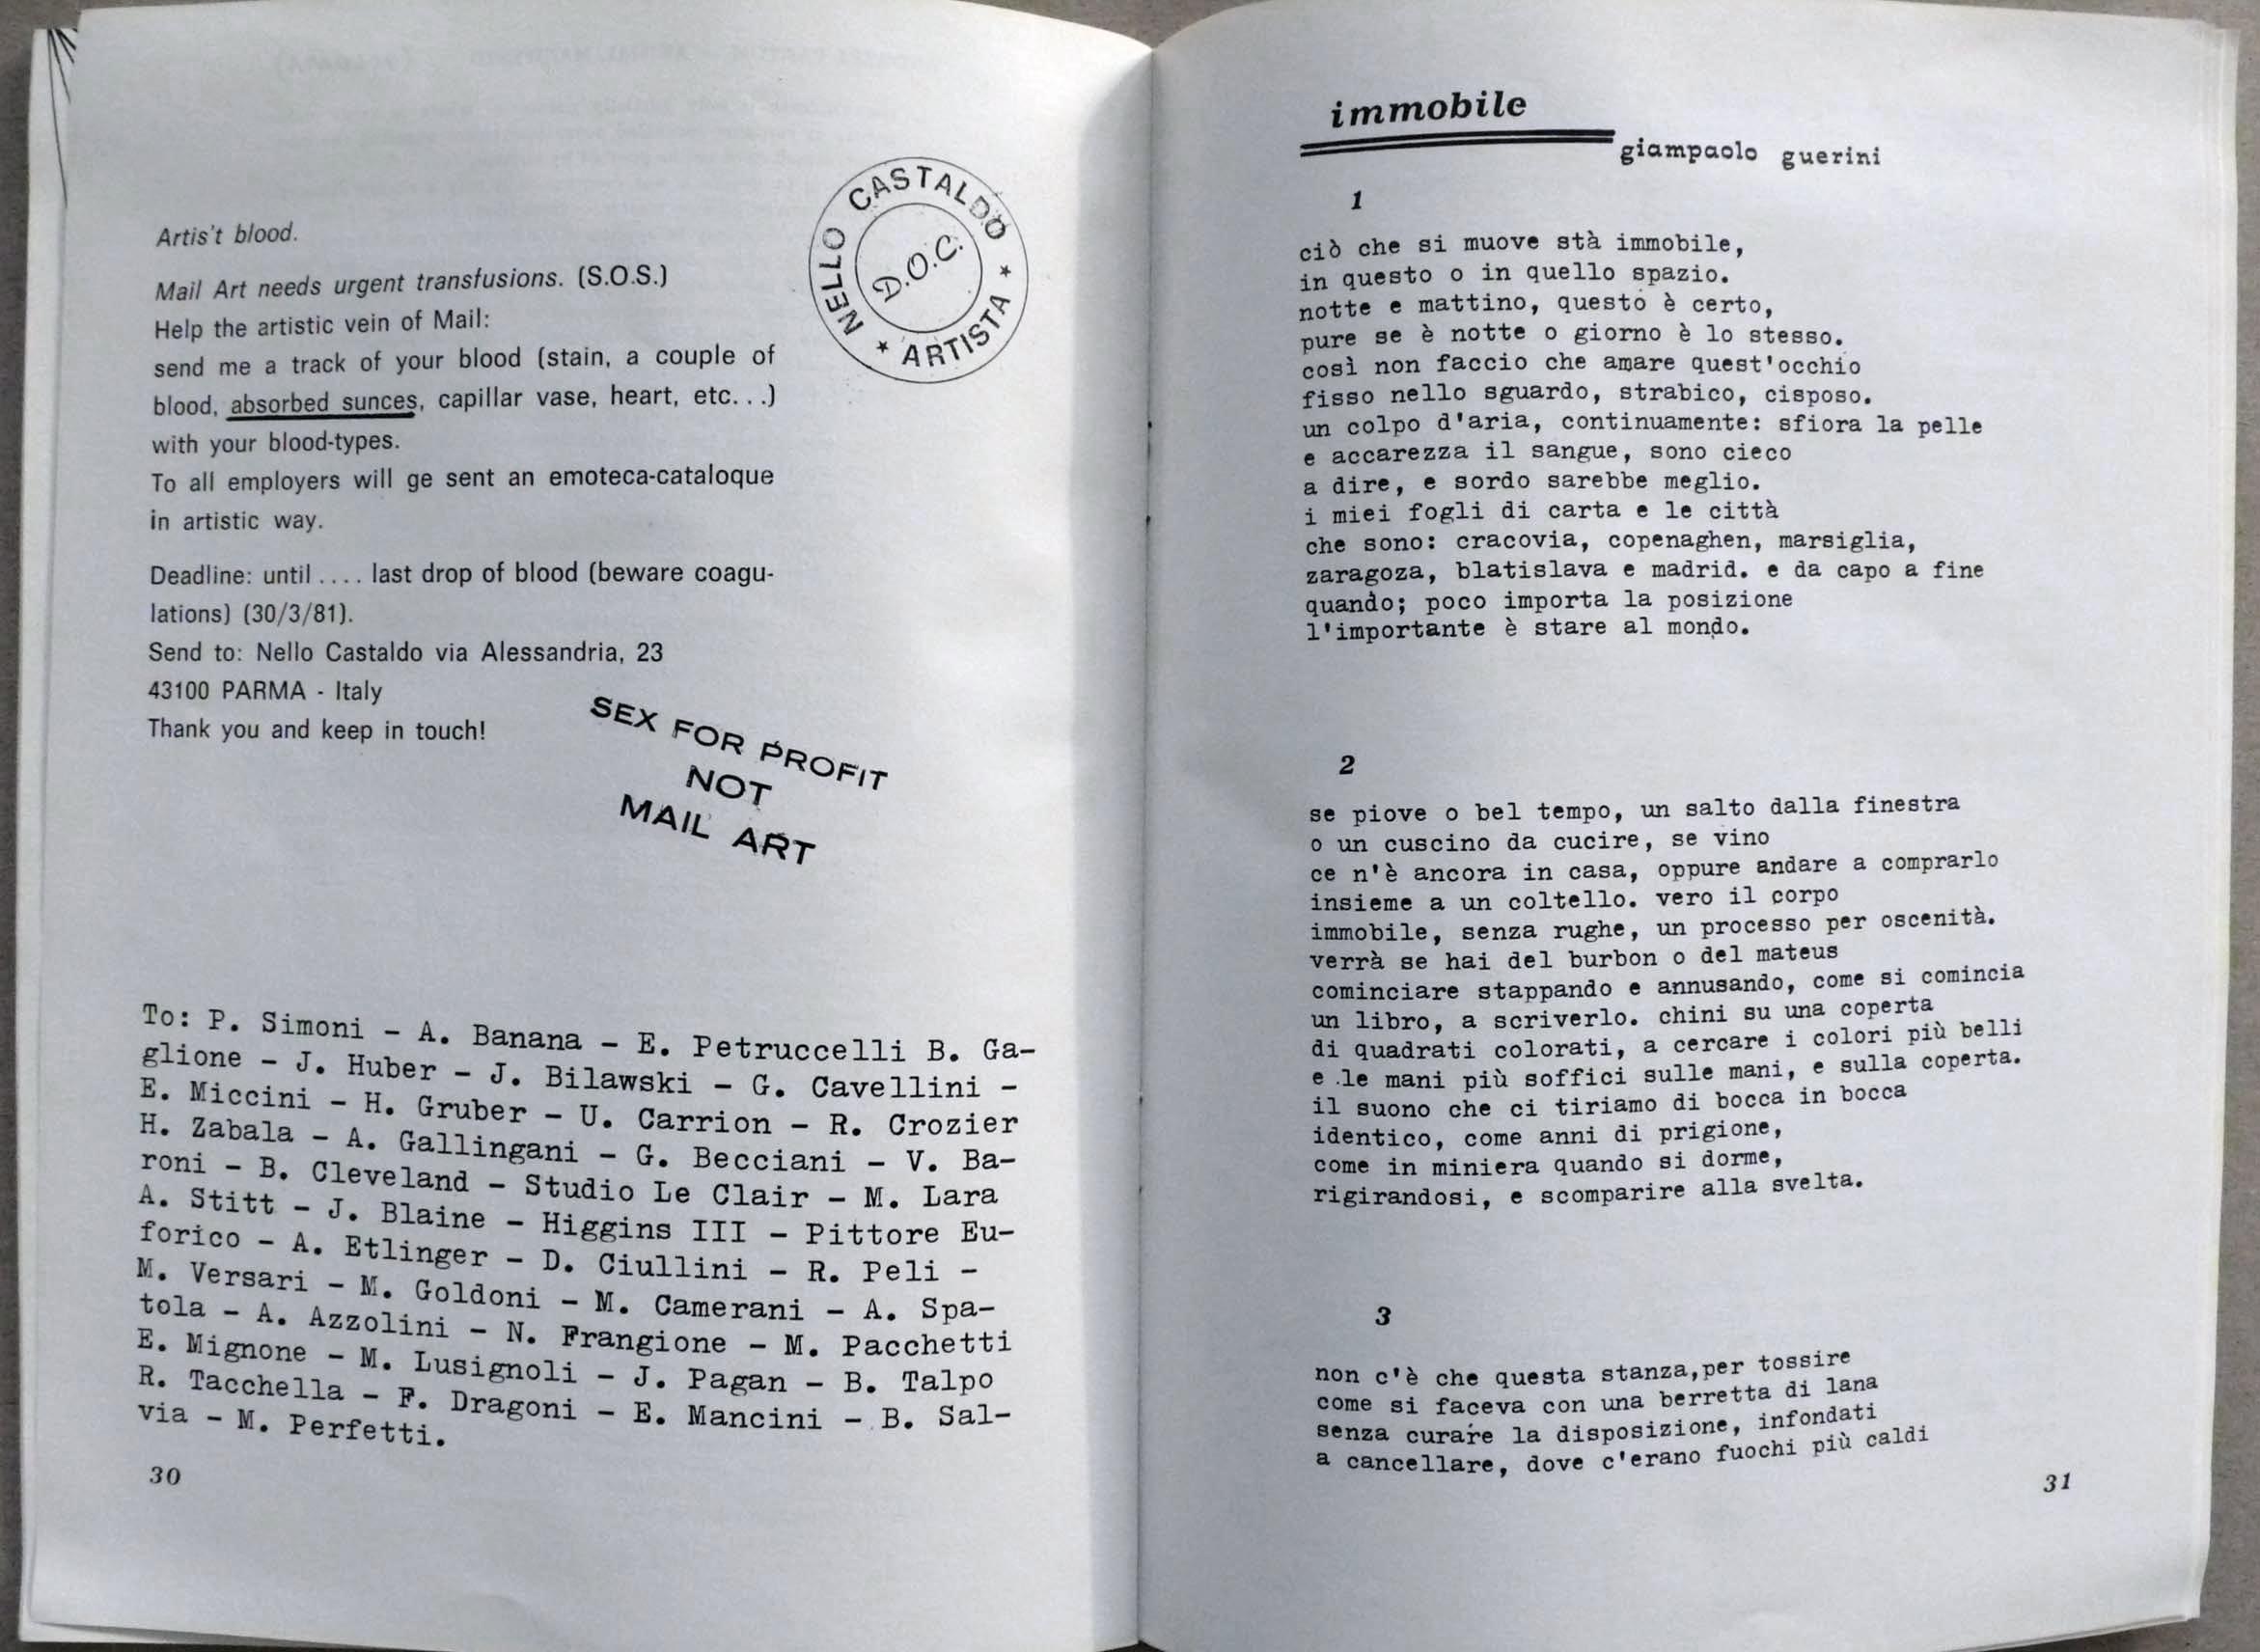 Artis't blood.
Mail Art needs urgent transfusions. (S.O.S.)
Help the artistic vein of Mail:
send me a track of your blood (stain, a couple of
blood, absorbed sunces, capillar vase, heart, etc...)
with your blood-types.
To all employers will ge sent an emoteca-cataloque
in artistic way.
Deadline: until .... last drop of blood (beware coagu-
lations) (30/3/81).
Send to: Nello Castaldo via Alessandria, 23
43100 PARMA - Italy
Thank you and keep in touch!
NELLO CASTALDO * ARTISTA *
D.O.C.
SEX FOR PROFIT
NOT
MAIL ART
To: P. Simoni - A. Banana - E. Petruccelli B. Ga-
glione - J. Huber - J. Bilawski - G. Cavellini -
E. Miccini - H. Gruber - U. Carrion - R. Crozier
H. Zabala - A. Gallingani - G. Becciani - V. Ba-
roni - B. Cleveland - Studio Le Clair - M. Lara
A. Stitt - J. Blaine - Higgins III - Pittore Eu-
forico - A. Etlinger - D. Ciullini - R. Peli -
M. Versari - M. Goldoni - M. Camerani - A. Spa-
tola - A. Azzolini - N. Frangione - M. Pacchetti
E. Mignone - M. Lusignoli - J. Pagan - B. Talpo
R. Tacchella - F. Dragoni - E. Mancini - B. Sal-
via - M. Perfetti.
30
immobile
giampaolo guerini
1
ciò che si muove stà immobile,
in questo o in quello spazio.
notte e mattino, questo è certo,
pure se è notte o giorno è lo stesso.
così non faccio che amare quest'occhio
fisso nello sguardo, strabico, cisposo.
un colpo d'aria, continuamente: sfiora la pelle
e accarezza il sangue, sono cieco
a dire, e sordo sarebbe meglio.
i miei fogli di carta e le città
che sono: cracovia, copenaghen, marsiglia,
zaragoza, blatislava e madrid. e da capo a fine
quando; poco importa la posizione
l'importante è stare al mondo.
2
se piove o bel tempo, un salto dalla finestra
o un cuscino da cucire, se vino
ce n'è ancora in casa, oppure andare a comprarlo
insieme a un coltello. vero il corpo
immobile, senza rughe, un processo per oscenità.
verrà se hai del burbon o del mateus
cominciare stappando e annusando, come si comincia
un libro, a scriverlo. chini su una coperta
di quadrati colorati, a cercare i colori più belli
e le mani più soffici sulle mani, e sulla coperta.
il suono che ci tiriamo di bocca in bocca
identico, come anni di prigione,
come in miniera quando si dorme,
rigirandosi, e scomparire alla svelta.
3
non c'è che questa stanza,per tossire
come si faceva con una berretta di lana
senza curare la disposizione, infondati
a cancellare, dove c'erano fuochi più caldi
31